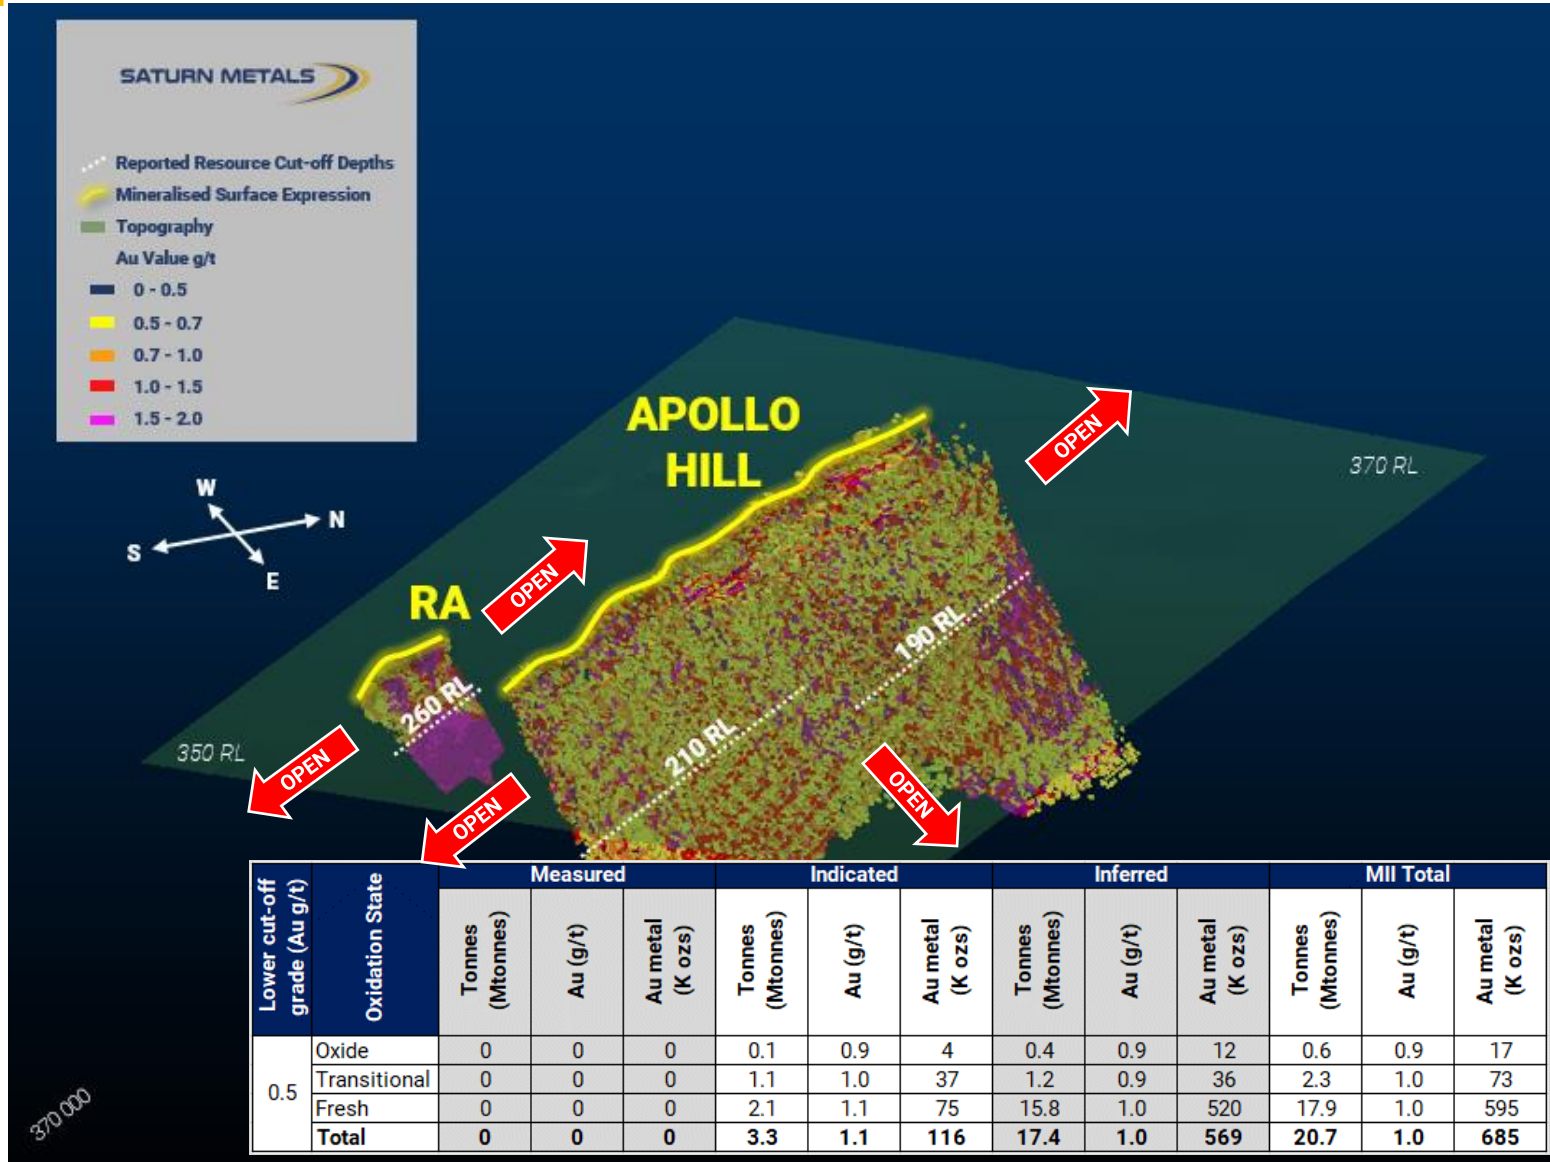 SATURN METALS
Reported Resource Cut-off Depths
Mineralised Surface Expression
Topography
Au Value g/t
0 - 0.5
0.5 - 0.7
0.7 - 1.0
1.0 - 1.5
1.5 - 2.0
APOLLO
HILL
OPEN
370 RL
W
N
S
E
OPEN
RA
190 RL
260 RL
210 RL
350 RL
OPEN
OPEN
OPEN
370 000
Lower cut-off grade (Au g/t) Oxidation State Measured Indicated Inferred MII Total
Tonnes (Mtonnes) Au (g/t) Au metal (K ozs) Tonnes (Mtonnes) Au (g/t) Au metal (K ozs) Tonnes (Mtonnes) Au (g/t) Au metal (K ozs) Tonnes (Mtonnes) Au (g/t) Au metal (K ozs)
0.5
Oxide 0 0 0 0.1 0.9 4 0.4 0.9 12 0.6 0.9 17
Transitional 0 0 0 1.1 1.0 37 1.2 0.9 36 2.3 1.0 73
Fresh 0 0 0 2.1 1.1 75 15.8 1.0 520 17.9 1.0 595
Total 0 0 0 3.3 1.1 116 17.4 1.0 569 20.7 1.0 685